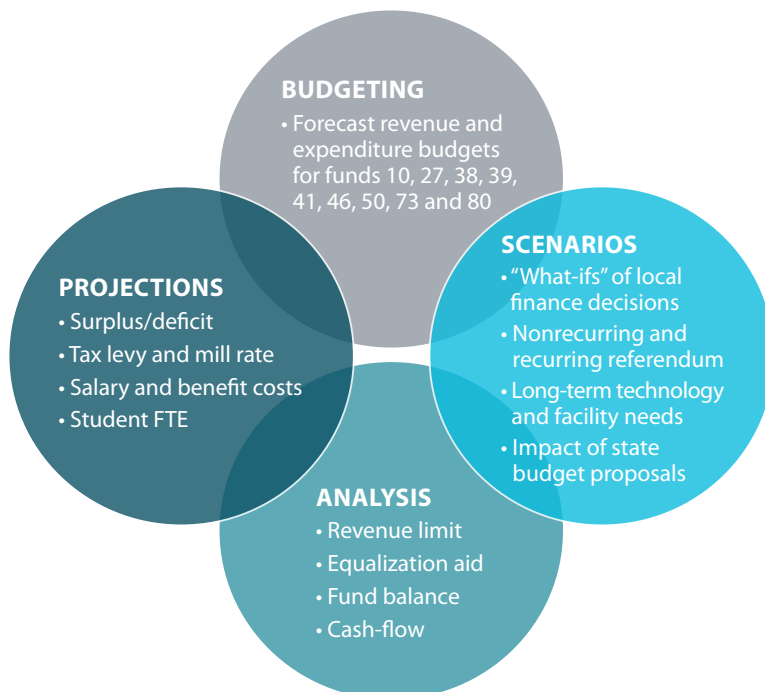 BUDGETING
• Forecast revenue and
expenditure budgets
for funds 10, 27, 38, 39,
41, 46, 50, 73 and 80
PROJECTIONS
• Surplus/deficit
• Tax levy and mill rate
• Salary and benefit costs
• Student FTE
SCENARIOS
• “What-ifs” of local
finance decisions
• Nonrecurring and
recurring referendum
• Long-term technology
and facility needs
• Impact of state
budget proposals
ANALYSIS
• Revenue limit
• Equalization aid
• Fund balance
• Cash-flow